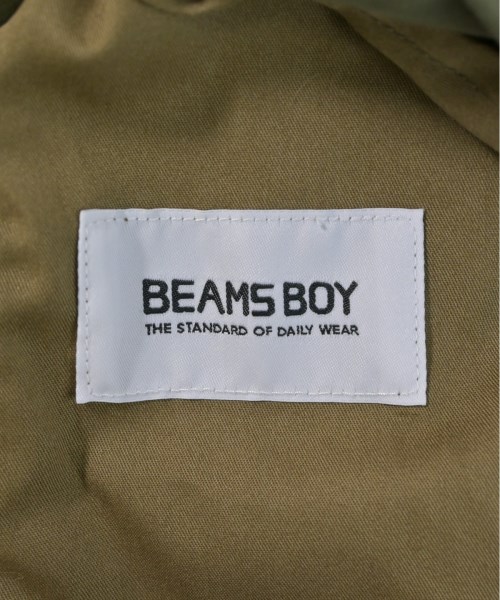 BEAMS BOY
THE STANDARD OF DAILY WEAR